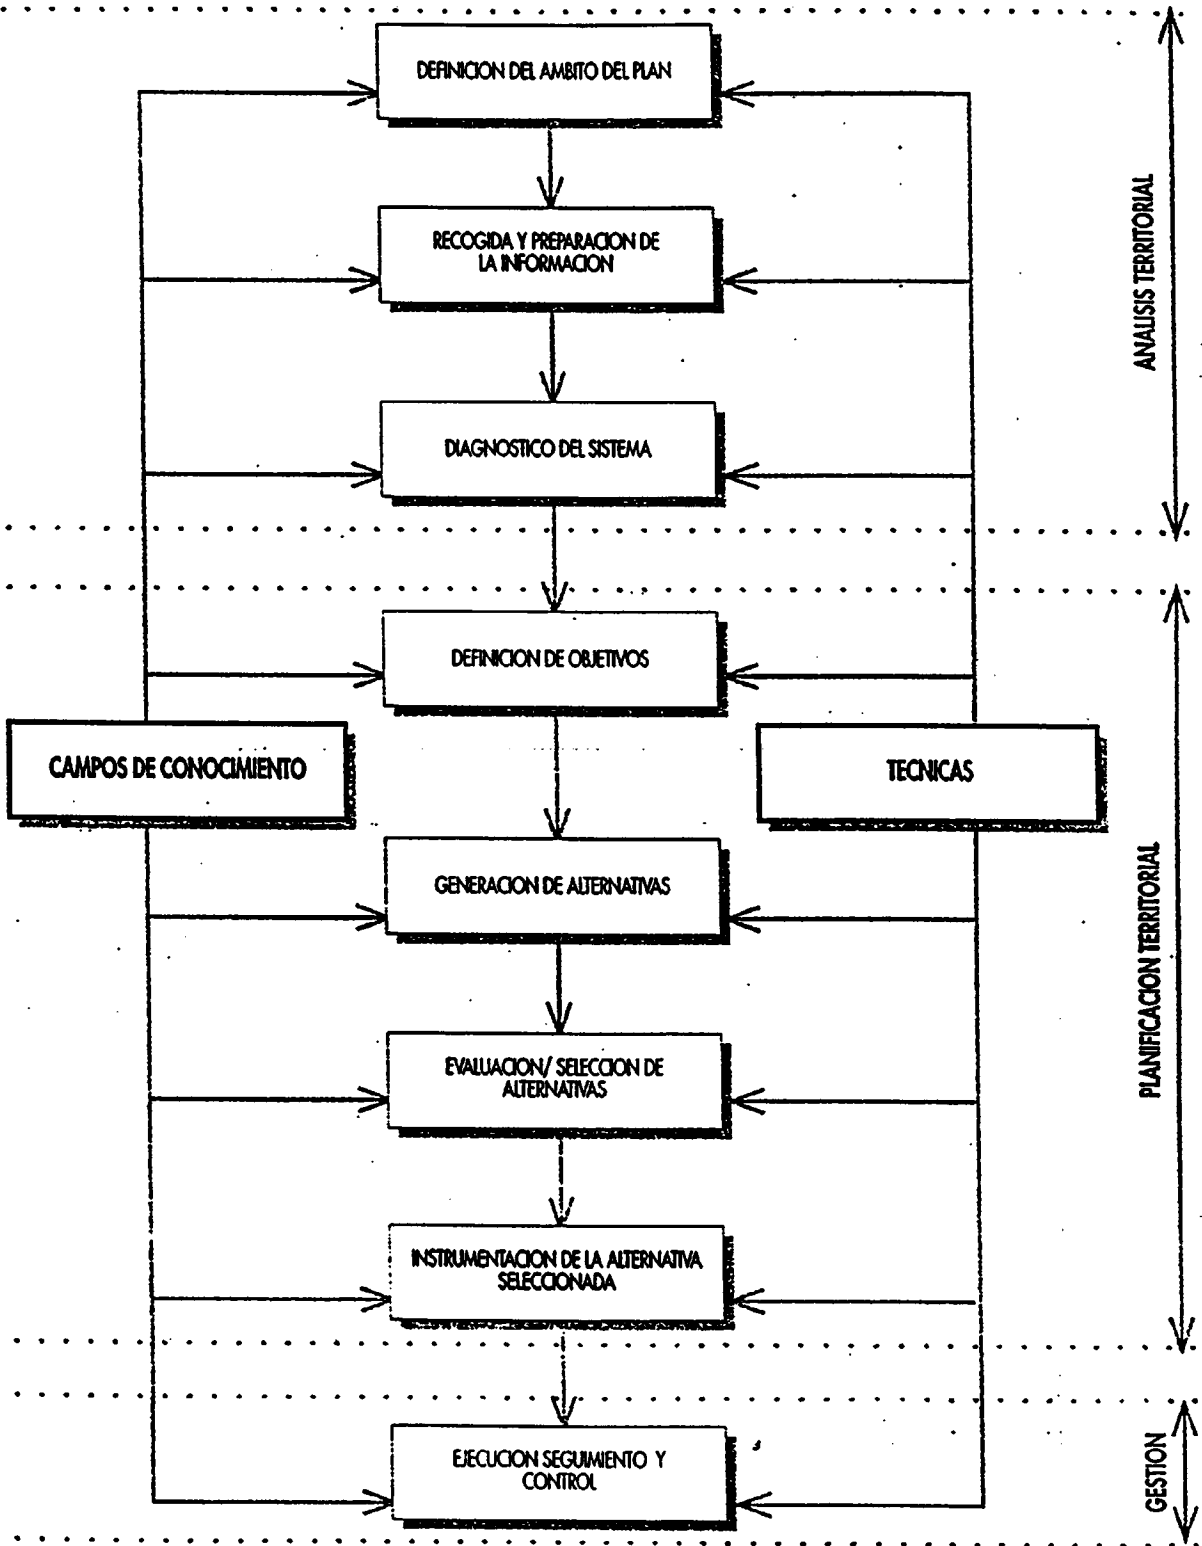 DEFINICION DEL AMBITO DEL PLAN
RECOGIDA Y PREPARACION DE
LA INFORMACION
DIAGNOSTICO DEL SISTEMA
ANALISIS TERRITORIAL
DEFINICION DE OBJETIVOS
CAMPOS DE CONOCIMIENTO
TECNICAS
GENERACION DE ALTERNATIVAS
EVALUACION/ SELECCION DE
ALTERNATIVAS
INSTRUMENTACION DE LA ALTERNATIVA
SELECCIONADA
PLANIFICACION TERRITORIAL
EJECUCION SEGUIMIENTO Y
CONTROL
GESTION